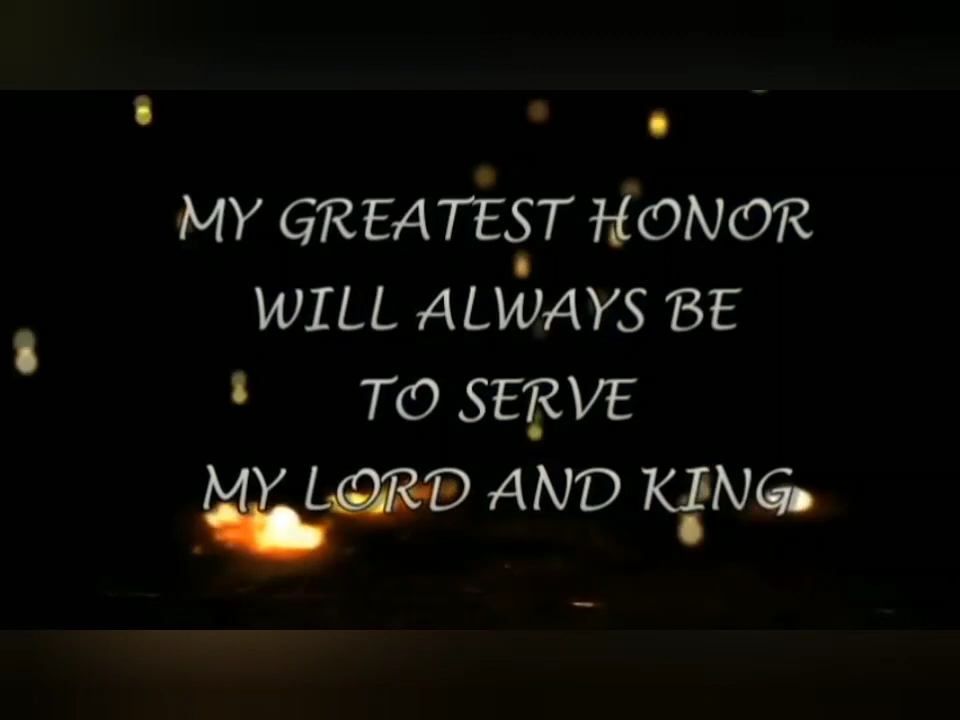 MY GREATEST HONOR
WILL ALWAYS BE
TO SERVE
MY LORD AND KING